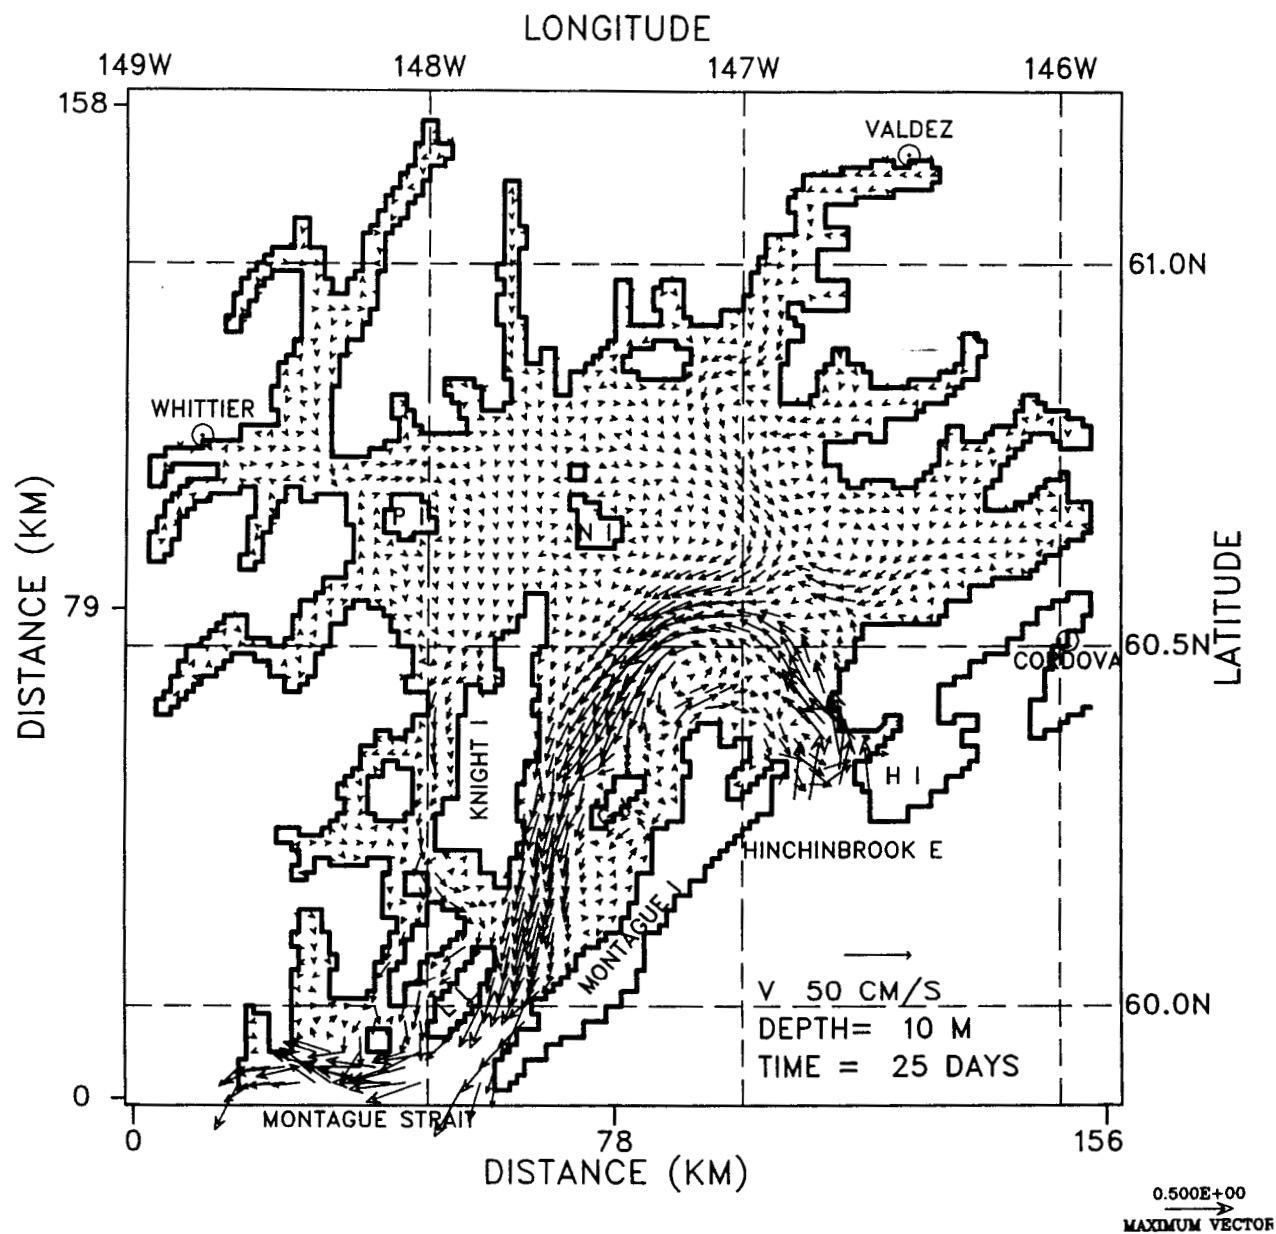 LONGITUDE
149W 148W 147W 146W
158
VALDEZ
61.0N
WHITTIER
P
N I
DISTANCE (KM)
79
LATITUDE
60.5N
CORDOVA
KNIGHT I
H I
HINCHINBROOK E
MONTAGUE I
V 50 CM/S
60.0N
DEPTH= 10 M
TIME = 25 DAYS
0
MONTAGUE STRAIT
0 78 156
DISTANCE (KM)
0.500E+00
MAXIMUM VECTOR